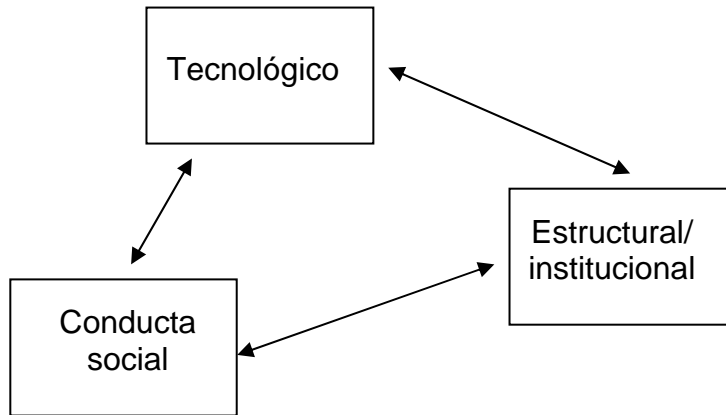 Tecnológico
Estructural/
institucional
Conducta
social